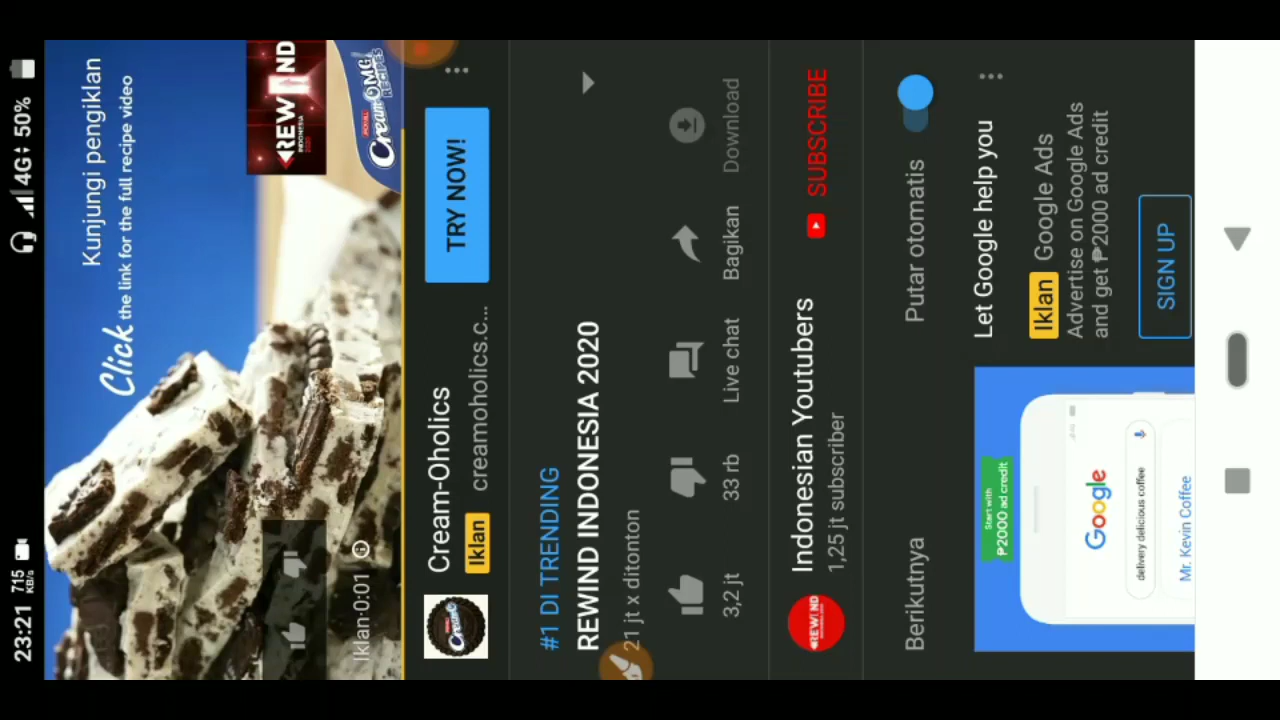 23:21 715 KB/s 4G 50%
Kunjungi pengiklan
Click the link for the full recipe video
REWIND
INDONESIA
2020
Cream-O OMG!
RECIPES
Iklan·0:01
Cream-Oholics
Iklan creamoholics.c...
TRY NOW!
#1 DI TRENDING
REWIND INDONESIA 2020
21 jt x ditonton
3,2 jt 33 rb Live chat Bagikan Download
REWIND
Indonesian Youtubers
1,25 jt subscriber
SUBSCRIBE
Berikutnya Putar otomatis
Start with
₱2000 ad credit
Google
delivery delicious coffee
Mr. Kevin Coffee
Let Google help you
Iklan Google Ads
Advertise on Google Ads
and get ₱2000 ad credit
SIGN UP